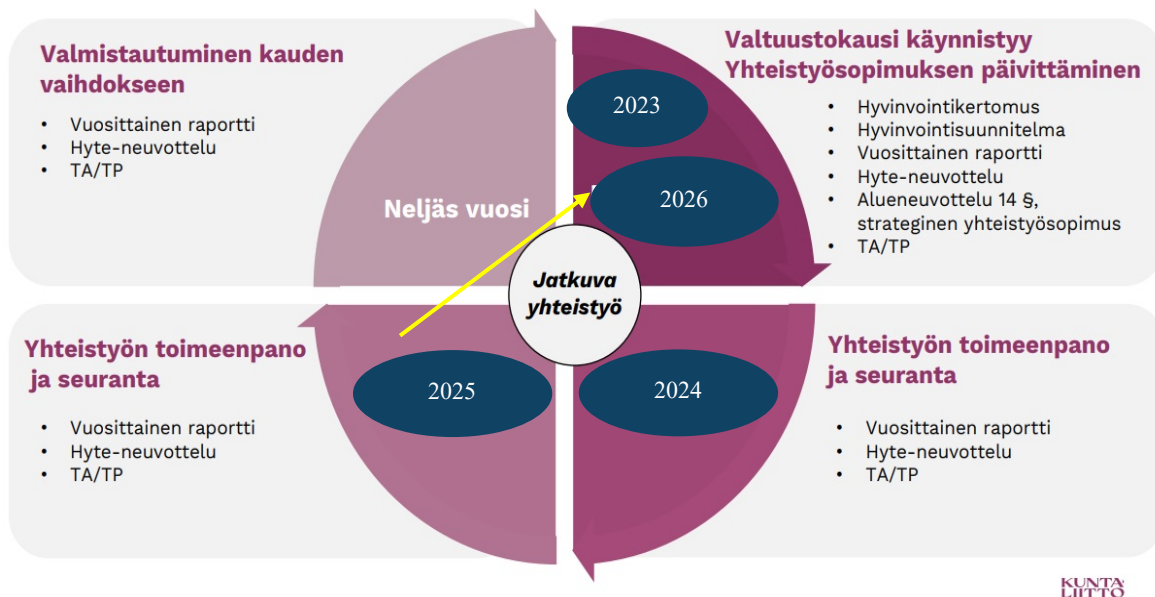 Valmistautuminen kauden
vaihdokseen
• Vuosittainen raportti
• Hyte-neuvottelu
• TA/TP
Valtuustokausi käynnistyy
Yhteistyösopimuksen päivittäminen
• Hyvinvointikertomus
• Hyvinvointisuunnitelma
• Vuosittainen raportti
• Hyte-neuvottelu
• Alueneuvottelu 14 §,
strateginen yhteistyösopimus
• TA/TP
2023
2026
Neljäs vuosi
Jatkuva
yhteistyö
Yhteistyön toimeenpano
ja seuranta
• Vuosittainen raportti
• Hyte-neuvottelu
• TA/TP
2025
2024
Yhteistyön toimeenpano
ja seuranta
• Vuosittainen raportti
• Hyte-neuvottelu
• TA/TP
KUNTA
LIITTO